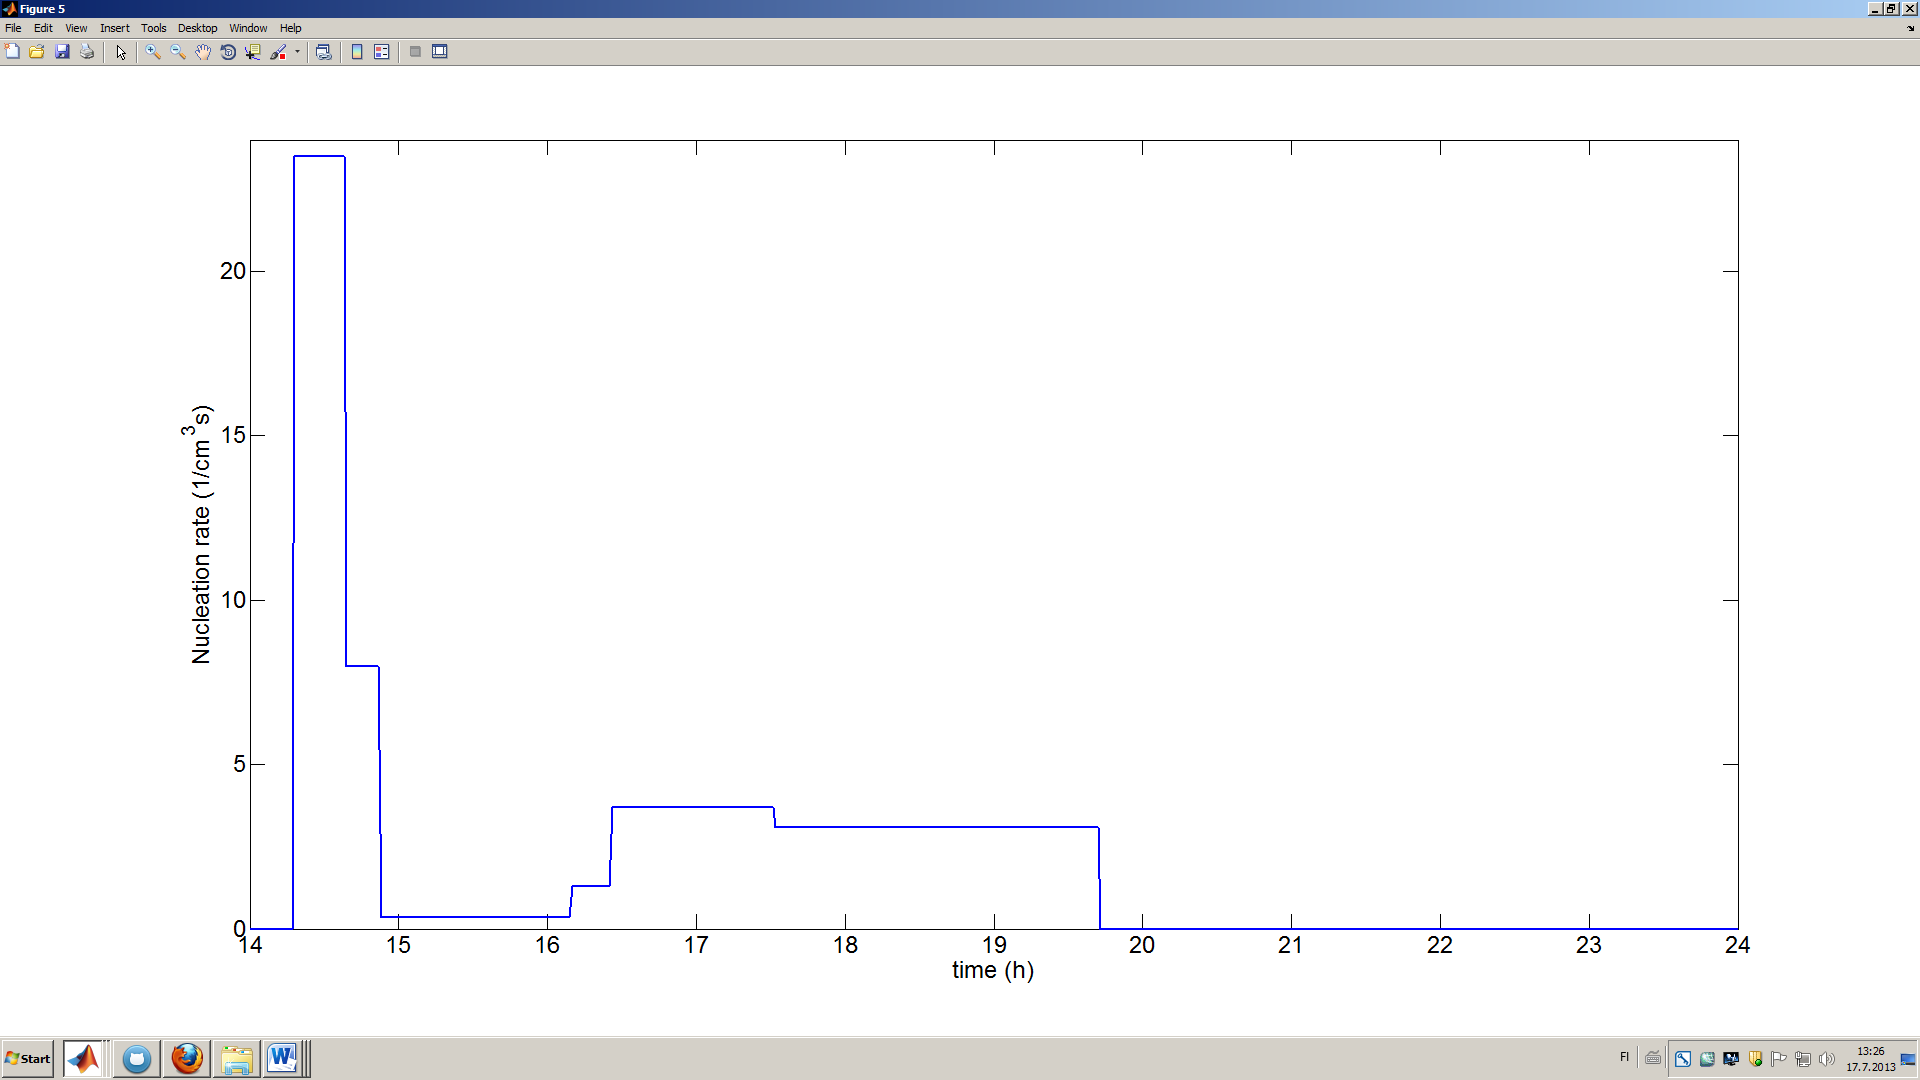 Figure 5
File Edit View Insert Tools Desktop Window Help
20
15
10
5
0
Nucleation rate (1/cm³s)
14 15 16 17 18 19 20 21 22 23 24
time (h)
Start
FI
13:26
17.7.2013